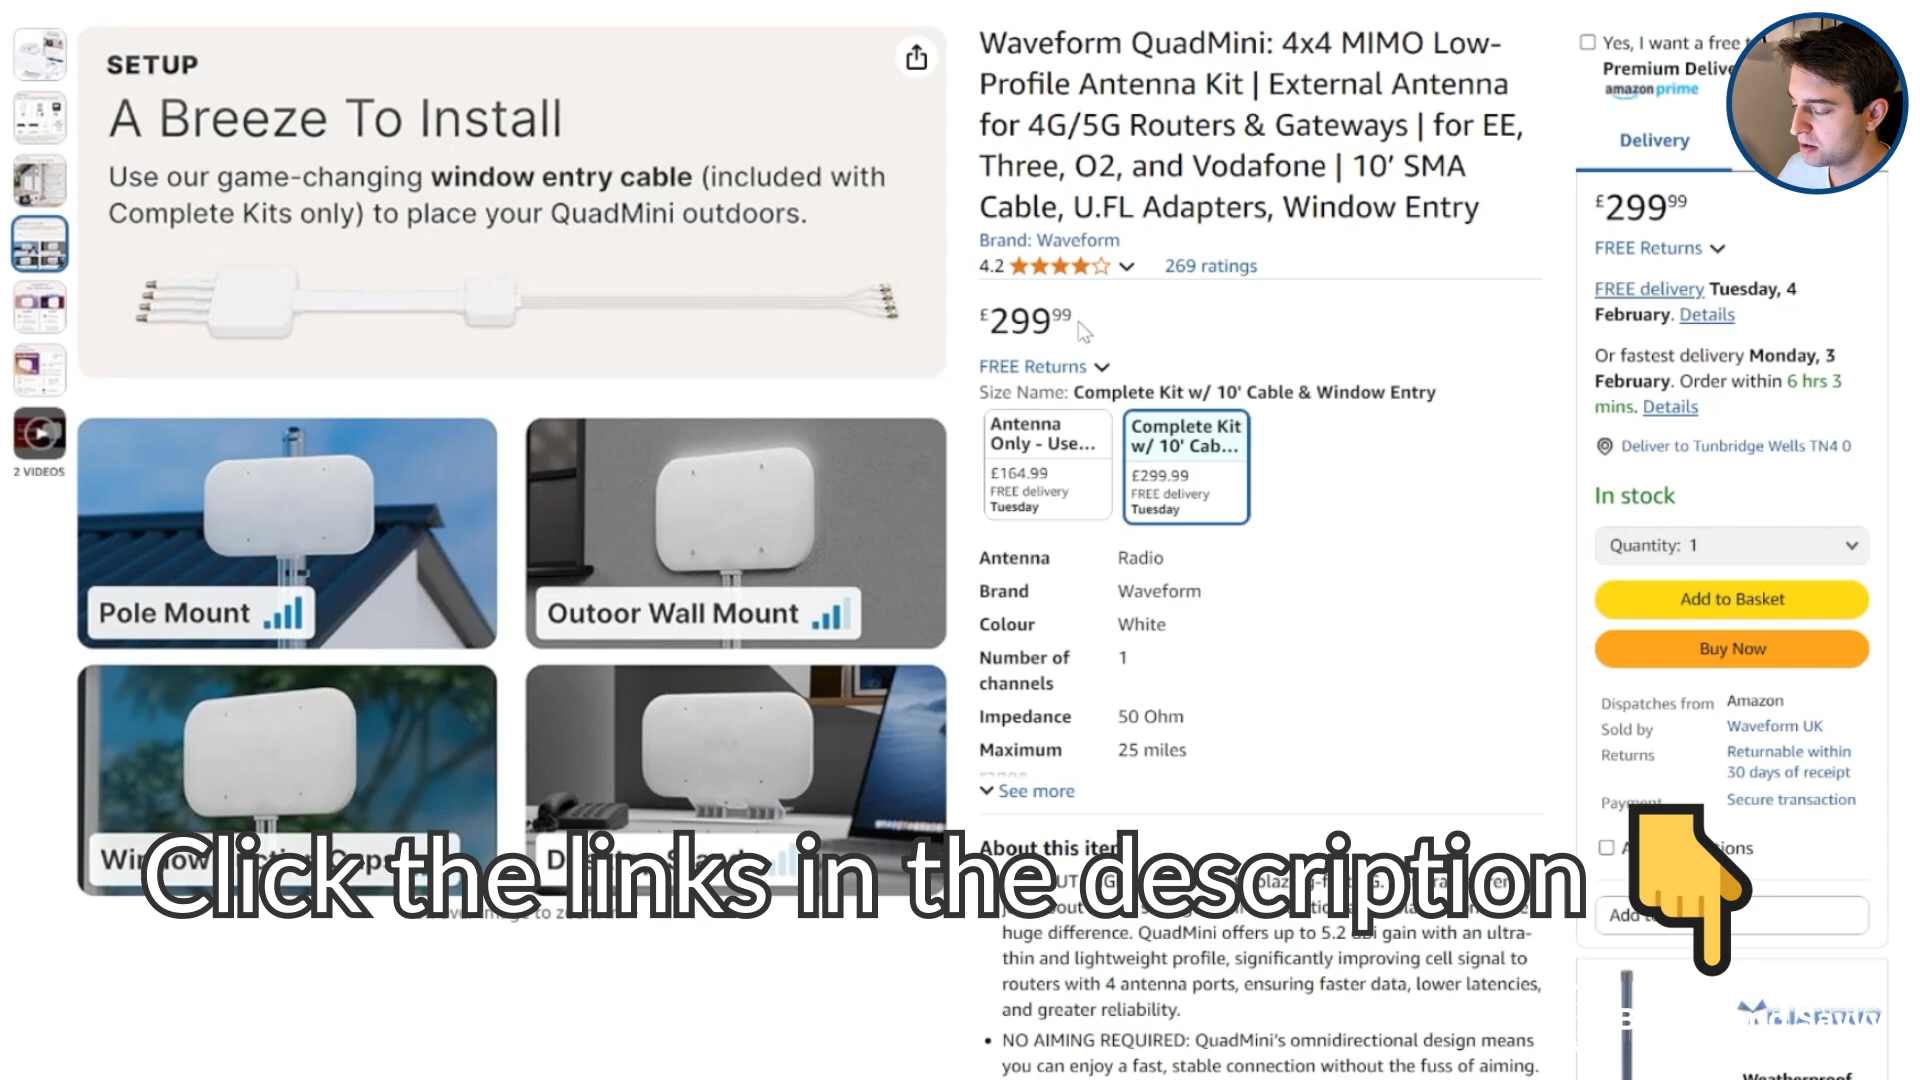 SETUP
A Breeze To Install
Use our game-changing window entry cable (included with
Complete Kits only) to place your QuadMini outdoors.
2 VIDEOS
Pole Mount
Outoor Wall Mount
Waveform QuadMini: 4x4 MIMO Low-
Profile Antenna Kit | External Antenna
for 4G/5G Routers & Gateways | for EE,
Three, O2, and Vodafone | 10’ SMA
Cable, U.FL Adapters, Window Entry
Brand: Waveform
4.2
269 ratings
£299.99
FREE Returns
Size Name: Complete Kit w/ 10' Cable & Window Entry
Antenna
Only - Use...
£164.99
FREE delivery
Tuesday
Complete Kit
w/ 10' Cab...
£299.99
FREE delivery
Tuesday
Antenna Radio
Brand Waveform
Colour White
Number of 1
channels
Impedance 50 Ohm
Maximum 25 miles
range
See more
About this item
huge difference. QuadMini offers up to 5.2 dBi gain with an ultra-
thin and lightweight profile, significantly improving cell signal to
routers with 4 antenna ports, ensuring faster data, lower latencies,
and greater reliability.
• NO AIMING REQUIRED: QuadMini’s omnidirectional design means
you can enjoy a fast, stable connection without the fuss of aiming.
Yes, I want a free
Premium
amazon prime
Delivery
£299.99
FREE Returns
FREE delivery Tuesday, 4
February. Details
Or fastest delivery Monday, 3
February. Order within 6 hrs 3
mins. Details
Deliver to Tunbridge Wells TN4 0
In stock
Quantity: 1
Add to Basket
Buy Now
Dispatches from Amazon
Sold by Waveform UK
Returns Returnable within
30 days of receipt
Payment Secure transaction
Add
Click the links in the description
Weatherproof